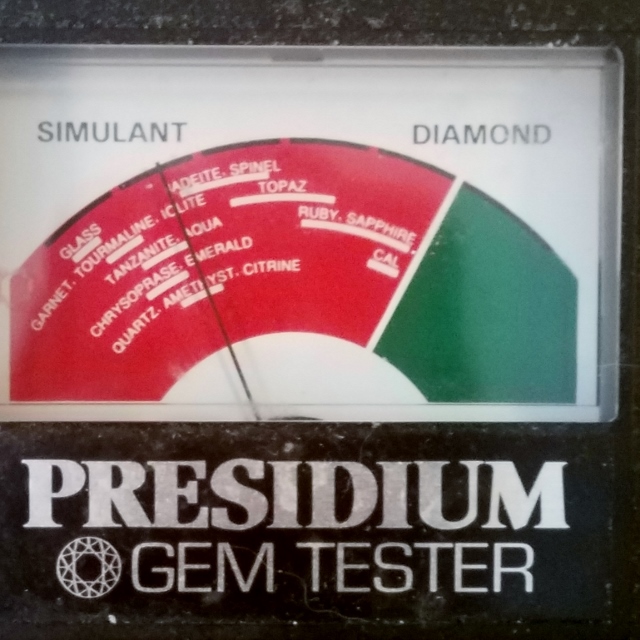 SIMULANT DIAMOND
JADEITE. SPINEL
TOPAZ
RUBY. SAPPHIRE
CAL
GLASS
GARNET. TOURMALINE. IOLITE
TANZANITE. AQUA
CHRYSOPRASE. EMERALD
QUARTZ. AMETHYST. CITRINE
PRESIDIUM
GEM TESTER